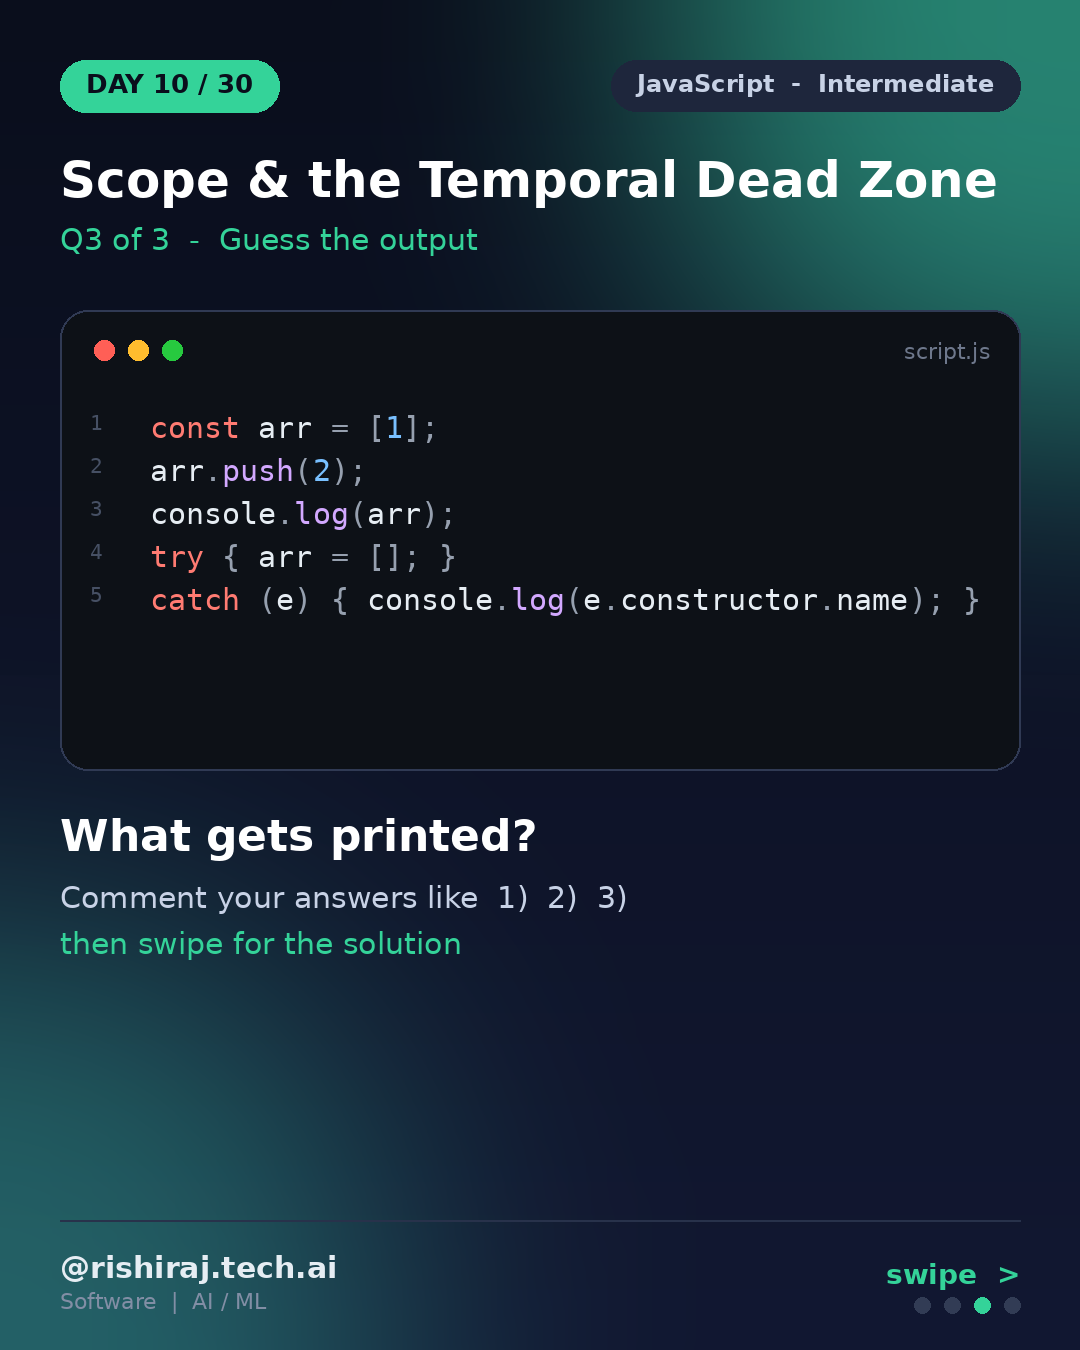 DAY 10 / 30
JavaScript - Intermediate
Scope & the Temporal Dead Zone
Q3 of 3 - Guess the output
script.js
1 const arr = [1];
2 arr.push(2);
3 console.log(arr);
4 try { arr = []; }
5 catch (e) { console.log(e.constructor.name); }
What gets printed?
Comment your answers like 1) 2) 3)
then swipe for the solution
@rishiraj.tech.ai
Software | AI / ML
swipe >